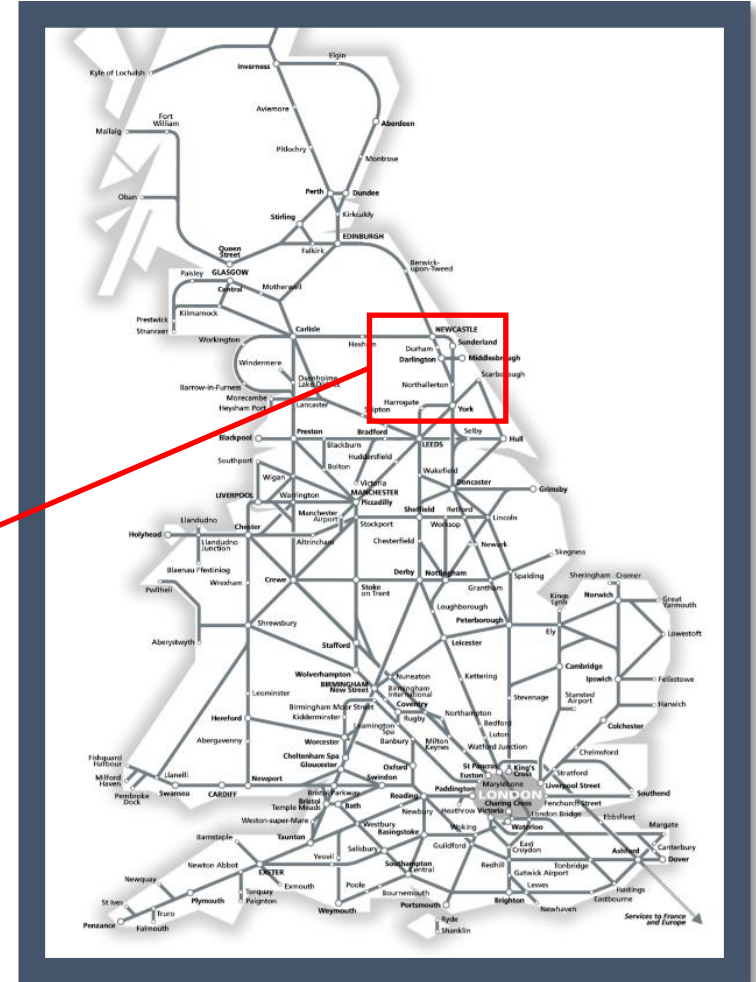 Elgin
Inverness
Kyle of Lochalsh
Aviemore
Fort
William
Aberdeen
Mallaig
Pitlochry
Montrose
Perth
Dundee
Oban
Kirkcaldy
Stirling
EDINBURGH
Queen
Street
Falkirk
Berwick-
upon-Tweed
Paisley
GLASGOW
Central
Motherwell
Prestwick
Kilmarnock
Stranraer
Carlisle
NEWCASTLE
Workington
Hexham
Sunderland
Durham
Darlington
Middlesbrough
Windermere
Scarborough
Oxenholme
Lake District
Northallerton
Barrow-in-Furness
Morecambe
Harrogate
Heysham Port
Lancaster
Skipton
York
Blackpool
Preston
Bradford
Selby
Blackburn
LEEDS
Hull
Huddersfield
Southport
Bolton
Wakefield
Wigan
Victoria
Doncaster
Grimsby
LIVERPOOL
Warrington
MANCHESTER
Piccadilly
Sheffield
Retford
Llandudno
Manchester
Airport
Lincoln
Holyhead
Chester
Stockport
Worksop
Llandudno
Junction
Altrincham
Chesterfield
Newark
Skegness
Blaenau Ffestiniog
Wrexham
Crewe
Stoke
on Trent
Derby
Nottingham
Spalding
Sheringham
Cromer
Pwllheli
Grantham
Kings
Lynn
Norwich
Great
Yarmouth
Loughborough
Shrewsbury
Peterborough
Aberystwyth
Ely
Lowestoft
Stafford
Leicester
Wolverhampton
Cambridge
BIRMINGHAM
New Street
Nuneaton
Kettering
Ipswich
Felixstowe
Leominster
Birmingham
International
Stevenage
Stansted
Airport
Birmingham Moor Street
Coventry
Harwich
Hereford
Kidderminster
Rugby
Northampton
Leamington
Spa
Bedford
Colchester
Abergavenny
Worcester
Banbury
Milton
Keynes
Luton
Watford Junction
Chelmsford
Cheltenham Spa
Fishguard
Harbour
Gloucester
Oxford
St Pancras
King's
Cross
Stratford
Llanelli
Newport
Swindon
Euston
Milford
Haven
Marylebone
Liverpool Street
Bristol Parkway
Paddington
LONDON
Southend
Pembroke
Dock
Swansea
CARDIFF
Bristol
Temple Meads
Bath
Reading
Charing Cross
Fenchurch Street
Newbury
Heathrow
Victoria
London Bridge
Ebbsfleet
Weston-super-Mare
Westbury
Basingstoke
Waterloo
Margate
Barnstaple
Taunton
Woking
East
Croydon
Canterbury
Salisbury
Guildford
Ashford
Newton Abbot
Yeovil
Redhill
Tonbridge
Dover
Newquay
EXETER
Southampton
Central
Gatwick Airport
Exmouth
Poole
Lewes
Hastings
St Ives
Plymouth
Torquay
Bournemouth
Eastbourne
Truro
Paignton
Portsmouth
Brighton
Newhaven
Penzance
Falmouth
Weymouth
Ryde
Services to France
and Europe
Shanklin